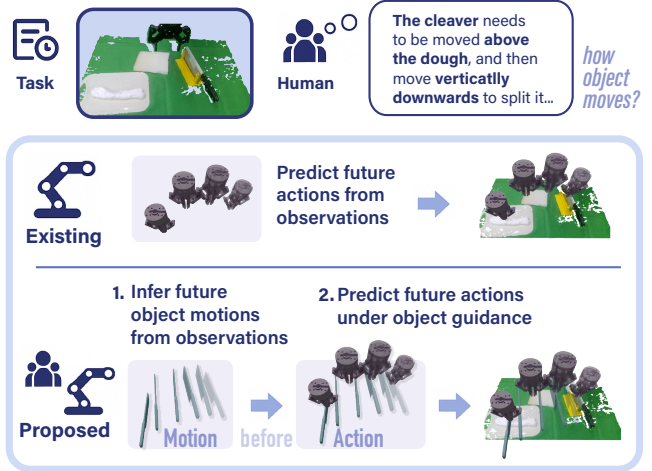 Task
Human
The cleaver needs
to be moved above
the dough, and then
move verticatlly
downwards to split it...
how
object
moves?
Existing
Predict future
actions from
observations
1. Infer future
object motions
from observations
2. Predict future actions
under object guidance
Proposed
Motion before Action